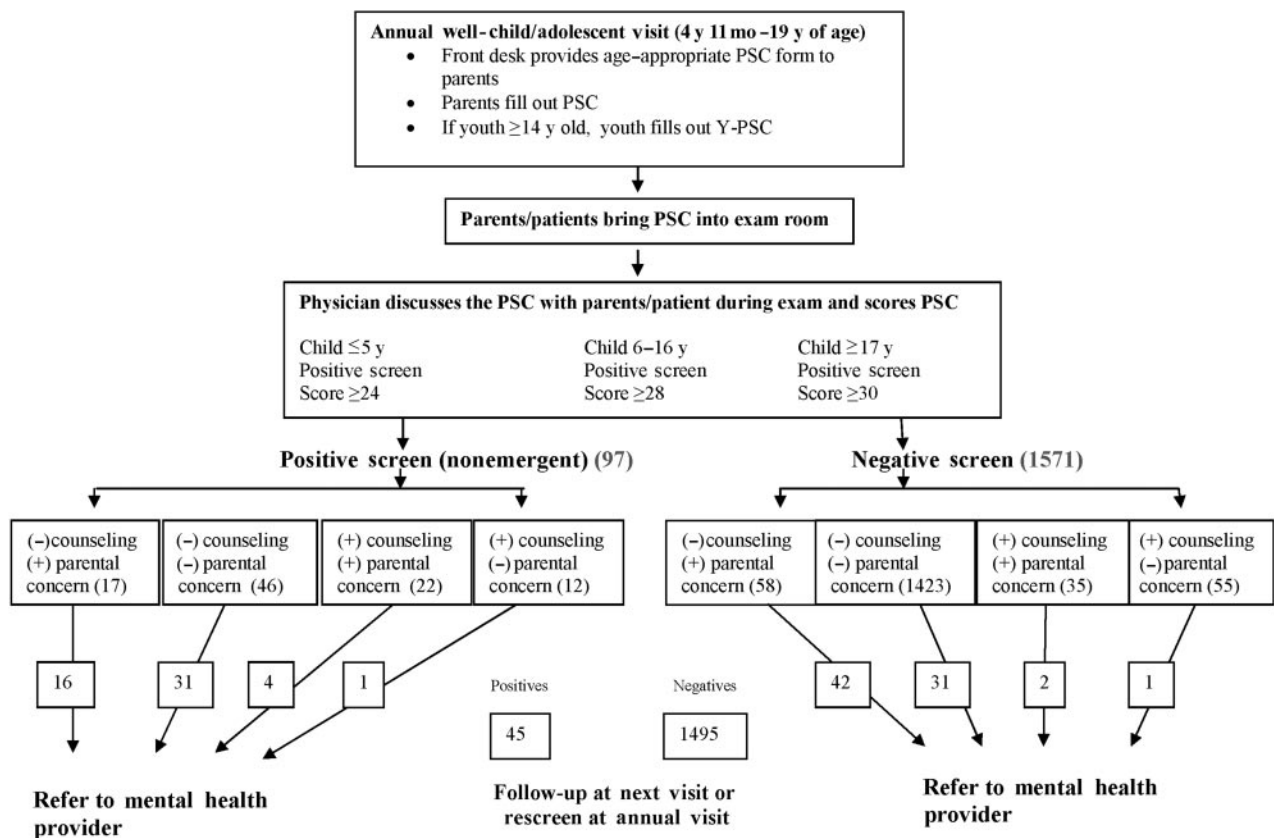 Annual well-child/adolescent visit (4 y 11 mo–19 y of age)
• Front desk provides age–appropriate PSC form to
parents
• Parents fill out PSC
• If youth ≥14 y old, youth fills out Y-PSC
Parents/patients bring PSC into exam room
Physician discusses the PSC with parents/patient during exam and scores PSC
Child ≤5 y
Positive screen
Score ≥24
Child 6–16 y
Positive screen
Score ≥28
Child ≥17 y
Positive screen
Score ≥30
Positive screen (nonemergent) (97)
Negative screen (1571)
(–)counseling
(+) parental
concern (17)
(–) counseling
(–) parental
concern (46)
(+) counseling
(+) parental
concern (22)
(+) counseling
(–) parental
concern (12)
(–) counseling
(+) parental
concern (58)
(–) counseling
(–) parental
concern (1423)
(+) counseling
(+) parental
concern (35)
(+) counseling
(–) parental
concern (55)
16
31
4
1
Positives
45
Negatives
1495
42
31
2
1
Refer to mental health
provider
Follow-up at next visit or
rescreen at annual visit
Refer to mental health
provider